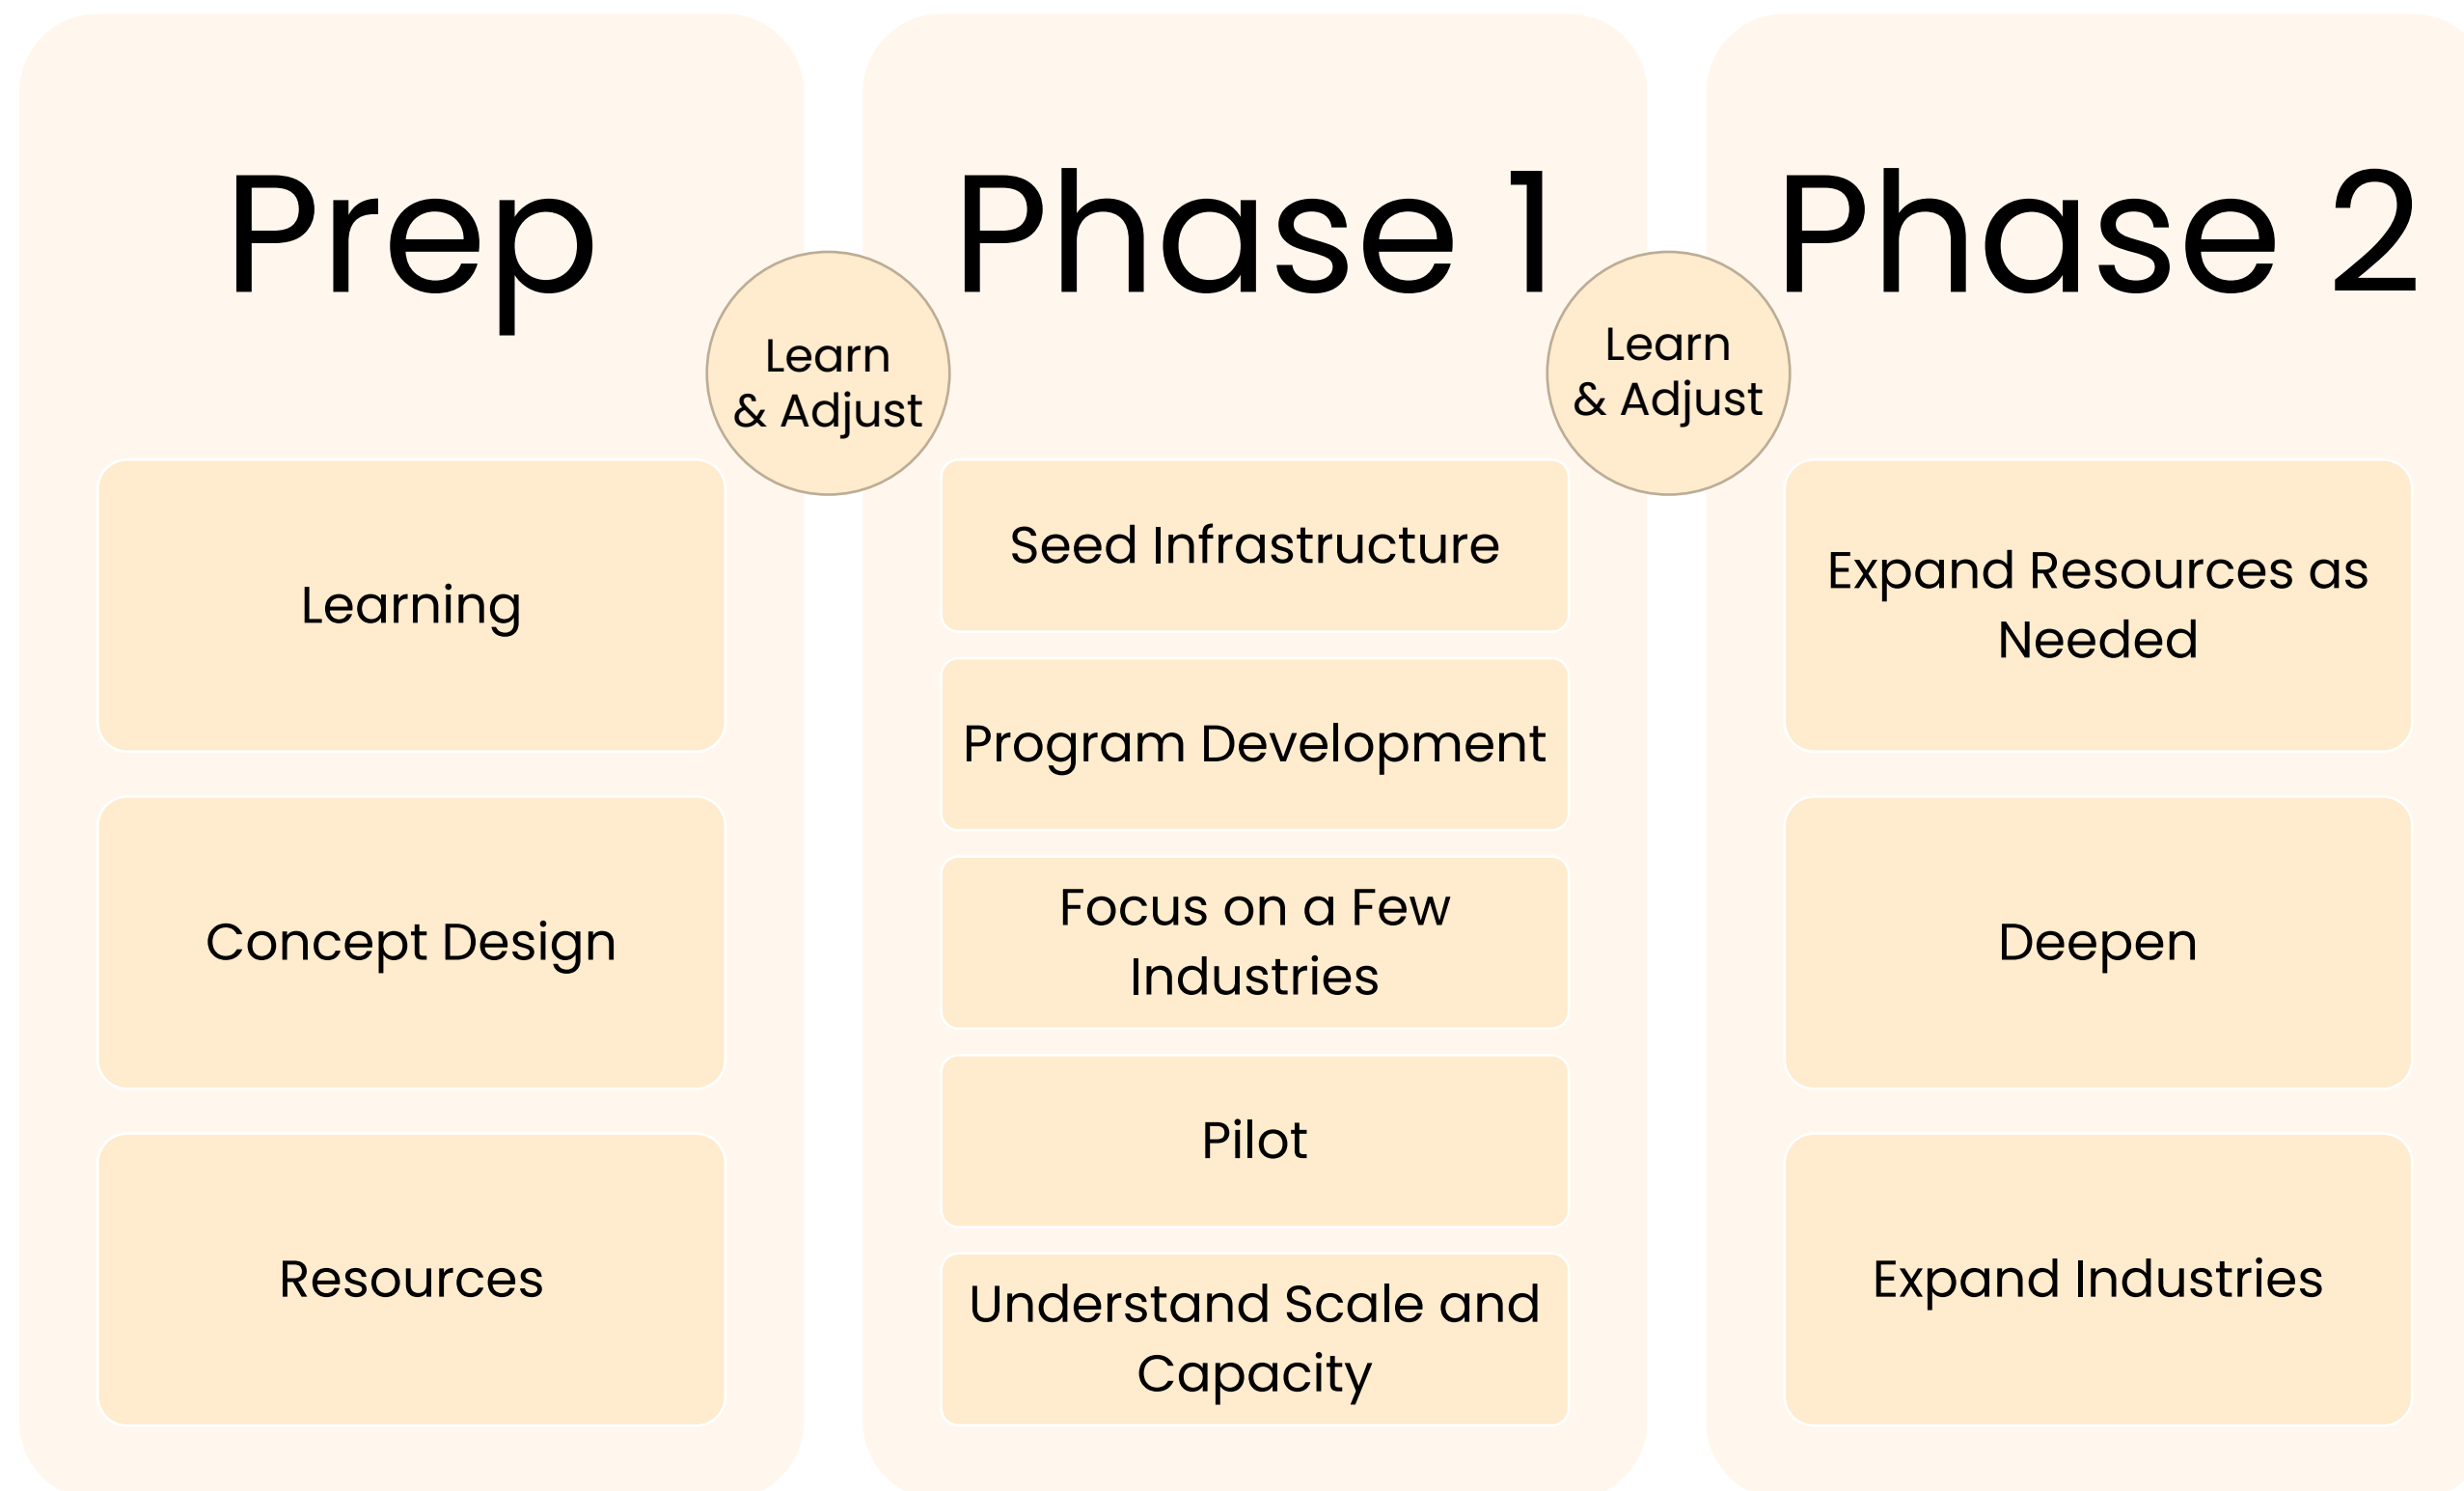 Prep
Learning
Concept Design
Resources
Learn
& Adjust
Phase 1
Seed Infrastructure
Program Development
Focus on a Few
Industries
Pilot
Understand Scale and
Capacity
Learn
& Adjust
Phase 2
Expand Resources as
Needed
Deepen
Expand Industries